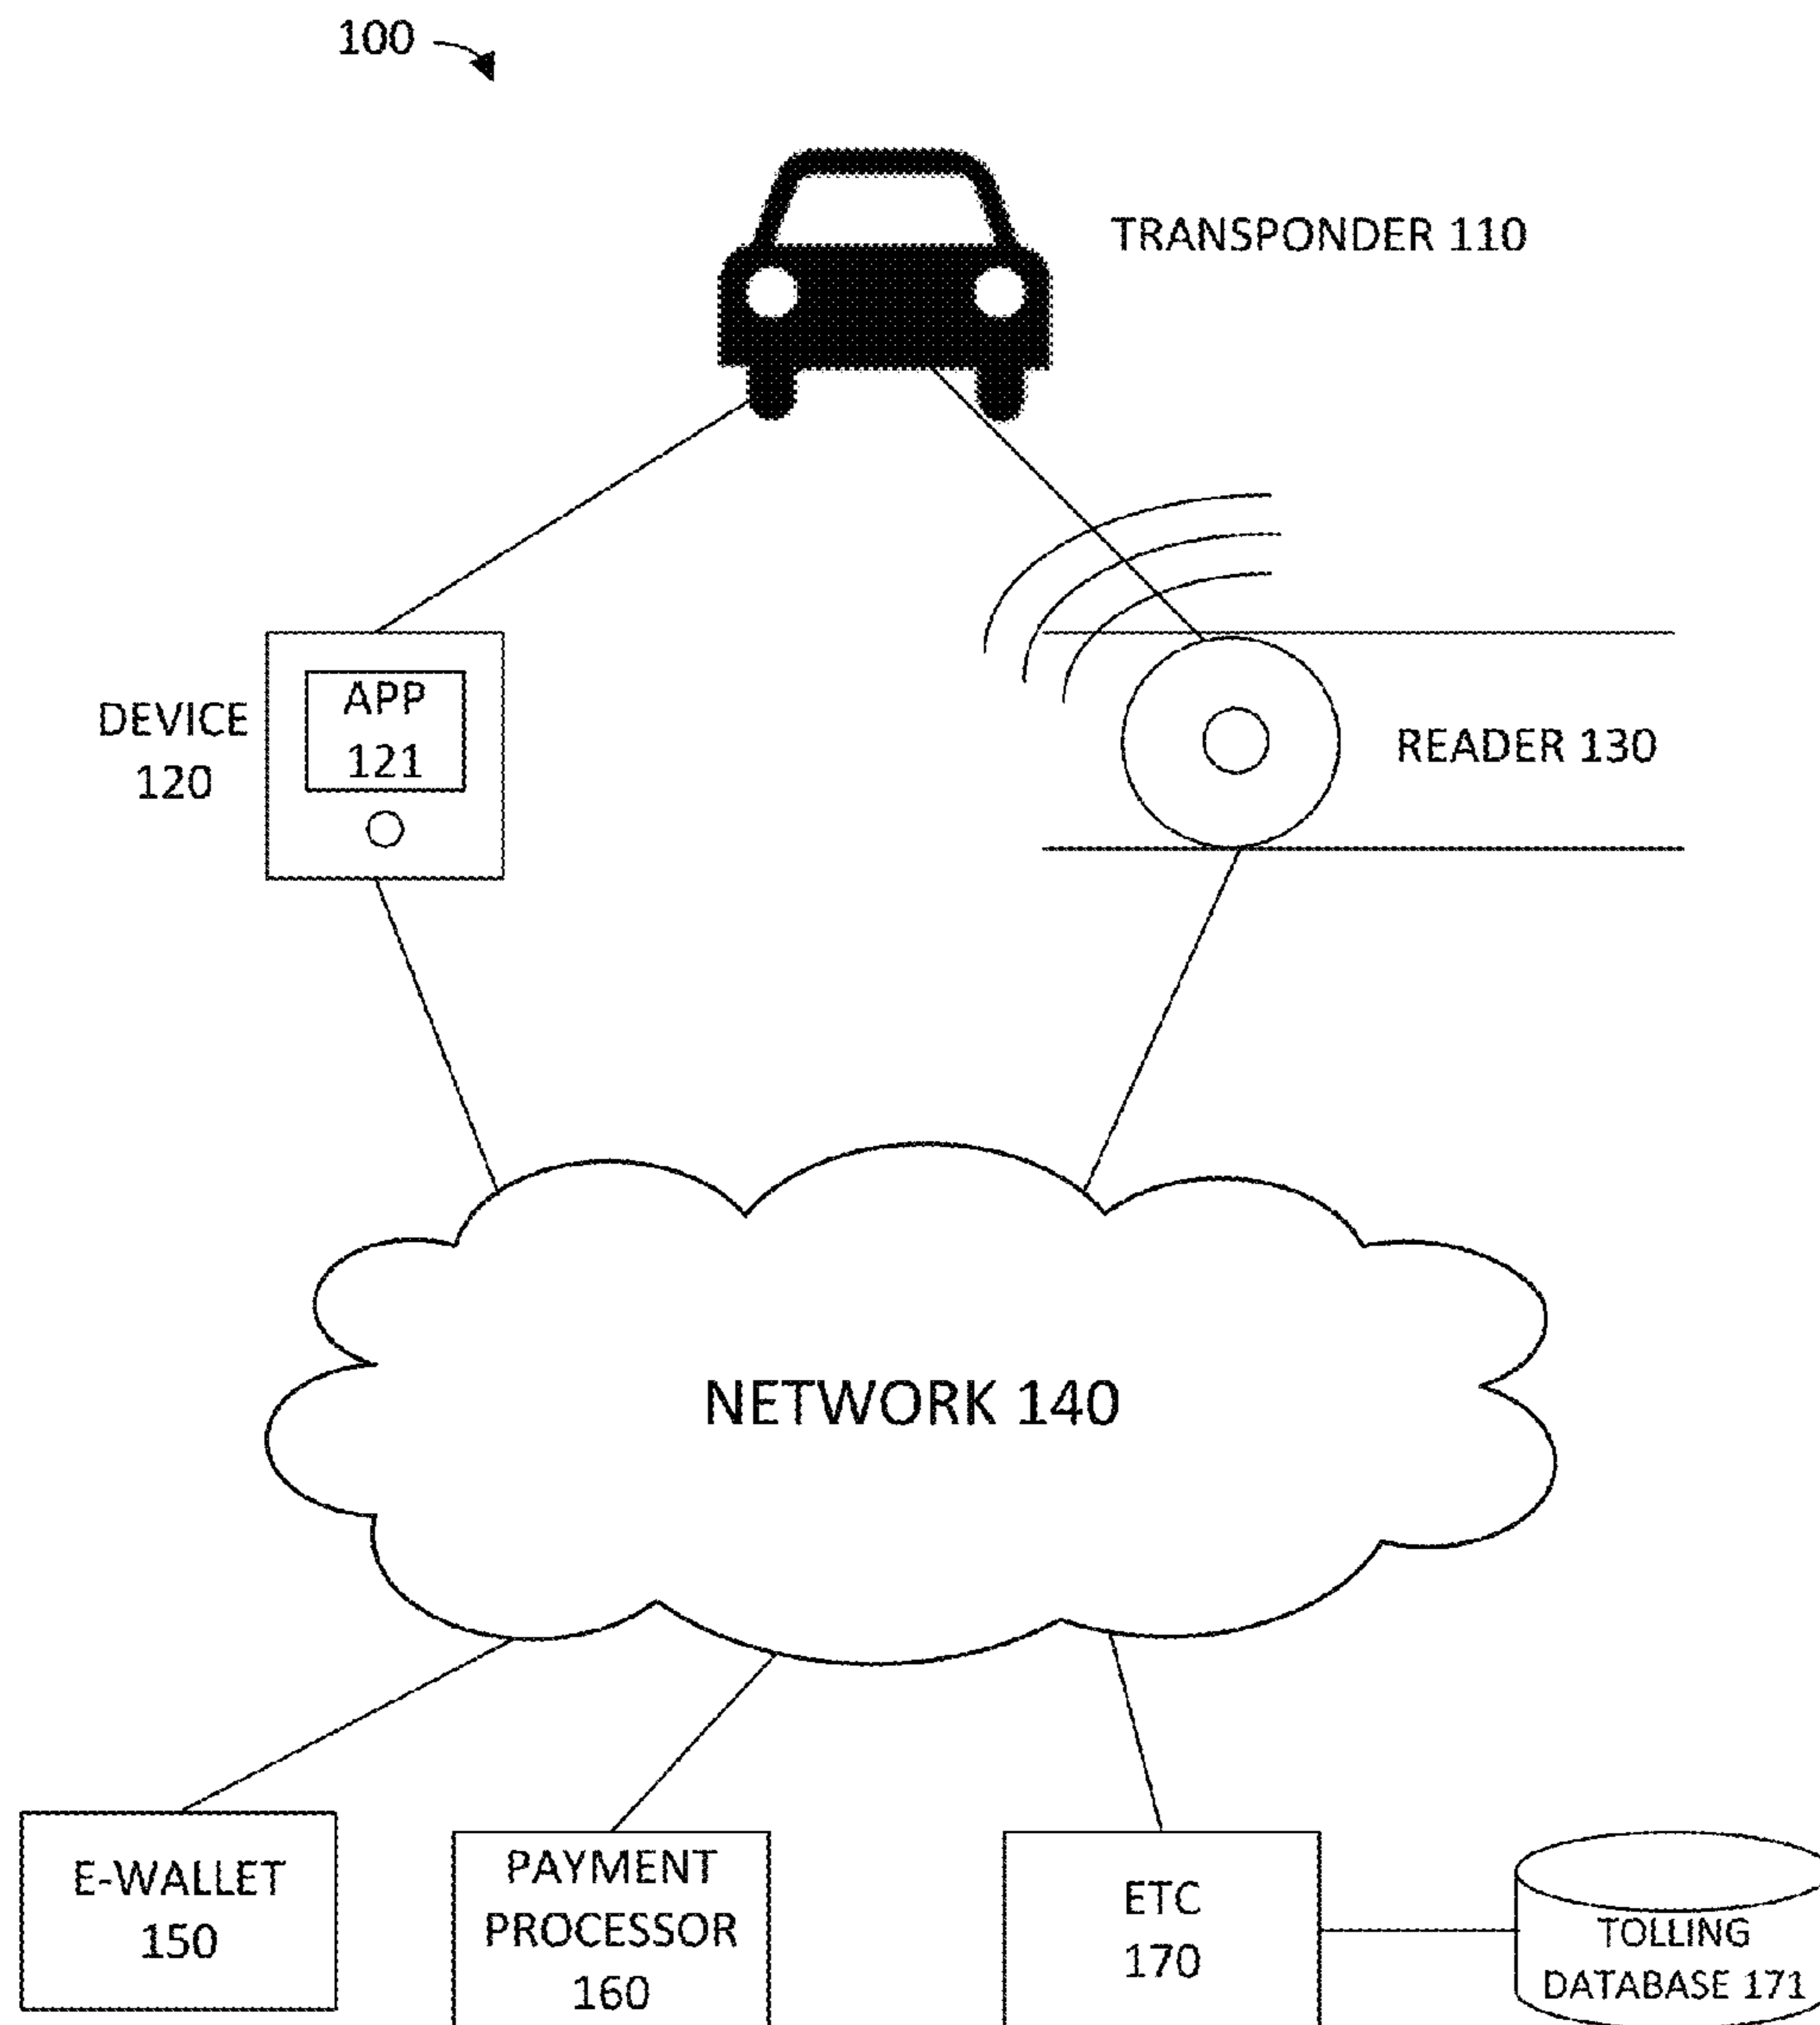 100
TRANSPONDER 110
DEVICE
120
APP
121
READER 130
NETWORK 140
E-WALLET
150
PAYMENT
PROCESSOR
160
ETC
170
TOLLING
DATABASE 171